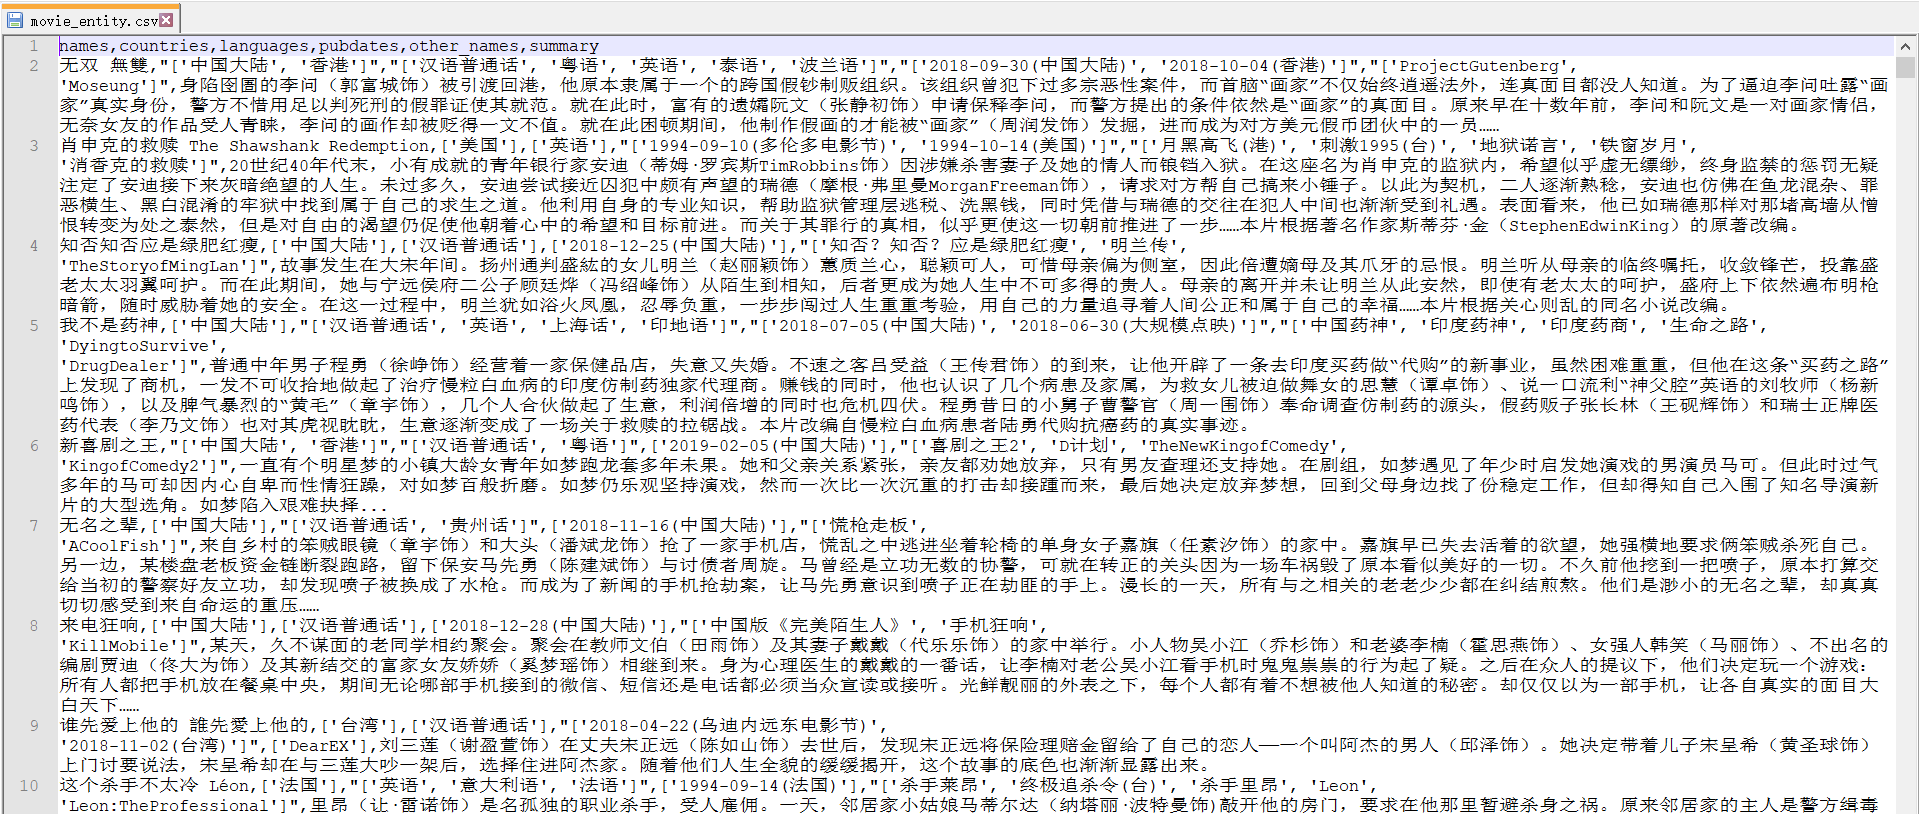 movie_entity.csv
1 names,countries,languages,pubdates,other_names,summary
2 无双 無雙,"['中国大陆', '香港']","['汉语普通话', '粤语', '英语', '泰语', '波兰语']","['2018-09-30(中国大陆)', '2018-10-04(香港)']","['ProjectGutenberg',
'Moseung']",身陷囹圄的李问（郭富城饰）被引渡回港，他原本隶属于一个的跨国假钞制贩组织。该组织曾犯下过多宗恶性案件，而首脑“画家”不仅始终逍遥法外，连真面目都没人知道。为了逼迫李问吐露“画
家”真实身份，警方不惜用足以判死刑的假罪证使其就范。就在此时，富有的遗孀阮文（张静初饰）申请保释李问，而警方提出的条件依然是“画家”的真面目。原来早在十数年前，李问和阮文是一对画家情侣，
无奈女友的作品受人青睐，李问的画作却被贬得一文不值。就在此困顿期间，他制作假画的才能被“画家”（周润发饰）发掘，进而成为对方美元假币团伙中的一员……
3 肖申克的救赎 The Shawshank Redemption,['美国'],['英语'],"['1994-09-10(多伦多电影节)', '1994-10-14(美国)']","['月黑高飞(港)', '刺激1995(台)', '地狱诺言', '铁窗岁月',
'消香克的救赎']",20世纪40年代末，小有成就的青年银行家安迪（蒂姆·罗宾斯TimRobbins饰）因涉嫌杀害妻子及她的情人而锒铛入狱。在这座名为肖申克的监狱内，希望似乎虚无缥缈，终身监禁的惩罚无疑
注定了安迪接下来灰暗绝望的人生。未过多久，安迪尝试接近囚犯中颇有声望的瑞德（摩根·弗里曼MorganFreeman饰），请求对方帮自己搞来小锤子。以此为契机，二人逐渐熟稔，安迪也仿佛在鱼龙混杂、罪
恶横生、黑白混淆的牢狱中找到属于自己的求生之道。他利用自身的专业知识，帮助监狱管理层逃税、洗黑钱，同时凭借与瑞德的交往在犯人中间也渐渐受到礼遇。表面看来，他已如瑞德那样对那堵高墙从憎
恨转变为处之泰然，但是对自由的渴望仍促使他朝着心中的希望和目标前进。而关于其罪行的真相，似乎更使这一切朝前推进了一步……本片根据著名作家斯蒂芬·金（StephenEdwinKing）的原著改编。
4 知否知否应是绿肥红瘦,['中国大陆'],['汉语普通话'],['2018-12-25(中国大陆)'],"['知否？知否？应是绿肥红瘦', '明兰传',
'TheStoryofMingLan']",故事发生在大宋年间。扬州通判盛紘的女儿明兰（赵丽颖饰）蕙质兰心，聪颖可人，可惜母亲偏为侧室，因此倍遭嫡母及其爪牙的忌恨。明兰听从母亲的临终嘱托，收敛锋芒，投靠盛
老太太羽翼呵护。而在此期间，她与宁远侯府二公子顾廷烨（冯绍峰饰）从陌生到相知，后者更成为她人生中不可多得的贵人。母亲的离开并未让明兰从此安然，即使有老太太的呵护，盛府上下依然遍布明枪
暗箭，随时威胁着她的安全。在这一过程中，明兰犹如浴火凤凰，忍辱负重，一步步闯过人生重重考验，用自己的力量追寻着人间公正和属于自己的幸福……本片根据关心则乱的同名小说改编。
5 我不是药神,['中国大陆'],"['汉语普通话', '英语', '上海话', '印地语']","['2018-07-05(中国大陆)', '2018-06-30(大规模点映)']","['中国药神', '印度药神', '印度药商', '生命之路',
'DyingtoSurvive',
'DrugDealer']",普通中年男子程勇（徐峥饰）经营着一家保健品店，失意又失婚。不速之客吕受益（王传君饰）的到来，让他开辟了一条去印度买药做“代购”的新事业，虽然困难重重，但他在这条“买药之路”
上发现了商机，一发不可收拾地做起了治疗慢粒白血病的印度仿制药独家代理商。赚钱的同时，他也认识了几个病患及家属，为救女儿被迫做舞女的思慧（谭卓饰）、说一口流利“神父腔”英语的刘牧师（杨新
鸣饰），以及脾气暴烈的“黄毛”（章宇饰），几个人合伙做起了生意，利润倍增的同时也危机四伏。程勇昔日的小舅子曹警官（周一围饰）奉命调查仿制药的源头，假药贩子张长林（王砚辉饰）和瑞士正牌医
药代表（李乃文饰）也对其虎视眈眈，生意逐渐变成了一场关于救赎的拉锯战。本片改编自慢粒白血病患者陆勇代购抗癌药的真实事迹。
6 新喜剧之王,"['中国大陆', '香港']","['汉语普通话', '粤语']",['2019-02-05(中国大陆)'],"['喜剧之王2', 'D计划', 'TheNewKingofComedy',
'KingofComedy2']",一直有个明星梦的小镇大龄女青年如梦跑龙套多年未果。她和父亲关系紧张，亲友都劝她放弃，只有男友查理还支持她。在剧组，如梦遇见了年少时启发她演戏的男演员马可。但此时过气
多年的马可却因内心自卑而性情狂躁，对如梦百般折磨。如梦仍乐观坚持演戏，然而一次比一次沉重的打击却接踵而来，最后她决定放弃梦想，回到父母身边找了份稳定工作，但却得知自己入围了知名导演新
片的大型选角。如梦陷入艰难抉择...
7 无名之辈,['中国大陆'],"['汉语普通话', '贵州话']",['2018-11-16(中国大陆)'],"['慌枪走板',
'ACoolFish']",来自乡村的笨贼眼镜（章宇饰）和大头（潘斌龙饰）抢了一家手机店，慌乱之中逃进坐着轮椅的单身女子嘉旗（任素汐饰）的家中。嘉旗早已失去活着的欲望，她强横地要求俩笨贼杀死自己。
另一边，某楼盘老板资金链断裂跑路，留下保安马先勇（陈建斌饰）与讨债者周旋。马曾经是立功无数的协警，可就在转正的关头因为一场车祸毁了原本看似美好的一切。不久前他挖到一把喷子，原本打算交
给当初的警察好友立功，却发现喷子被换成了水枪。而成为了新闻的手机抢劫案，让马先勇意识到喷子正在劫匪的手上。漫长的一天，所有与之相关的老老少少都在纠结煎熬。他们是渺小的无名之辈，却真真
切切感受到来自命运的重压……
8 来电狂响,['中国大陆'],['汉语普通话'],['2018-12-28(中国大陆)'],"['中国版《完美陌生人》', '手机狂响',
'KillMobile']",某天，久不谋面的老同学相约聚会。聚会在教师文伯（田雨饰）及其妻子戴戴（代乐乐饰）的家中举行。小人物吴小江（乔杉饰）和老婆李楠（霍思燕饰）、女强人韩笑（马丽饰）、不出名的
编剧贾迪（佟大为饰）及其新结交的富家女友娇娇（奚梦瑶饰）相继到来。身为心理医生的戴戴的一番话，让李楠对老公吴小江看手机时鬼鬼祟祟的行为起了疑。之后在众人的提议下，他们决定玩一个游戏：
所有人都把手机放在餐桌中央，期间无论哪部手机接到的微信、短信还是电话都必须当众宣读或接听。光鲜靓丽的外表之下，每个人都有着不想被他人知道的秘密。却仅仅以为一部手机，让各自真实的面目大
白天下……
9 谁先爱上他的 誰先愛上他的,['台湾'],['汉语普通话'],"['2018-04-22(乌迪内远东电影节)',
'2018-11-02(台湾)']",['DearEX'],刘三莲（谢盈萱饰）在丈夫宋正远（陈如山饰）去世后，发现宋正远将保险理赔金留给了自己的恋人—一个叫阿杰的男人（邱泽饰）。她决定带着儿子宋呈希（黄圣球饰）
上门讨要说法，宋呈希却在与三莲大吵一架后，选择住进阿杰家。随着他们人生全貌的缓缓揭开，这个故事的底色也渐渐显露出来。
10 这个杀手不太冷 Léon,['法国'],"['英语', '意大利语', '法语']",['1994-09-14(法国)'],"['杀手莱昂', '终极追杀令(台)', '杀手里昂', 'Leon',
'Leon:TheProfessional']",里昂（让·雷诺饰）是名孤独的职业杀手，受人雇佣。一天，邻居家小姑娘马蒂尔达（纳塔丽·波特曼饰)敲开他的房门，要求在他那里暂避杀身之祸。原来邻居家的主人是警方缉毒